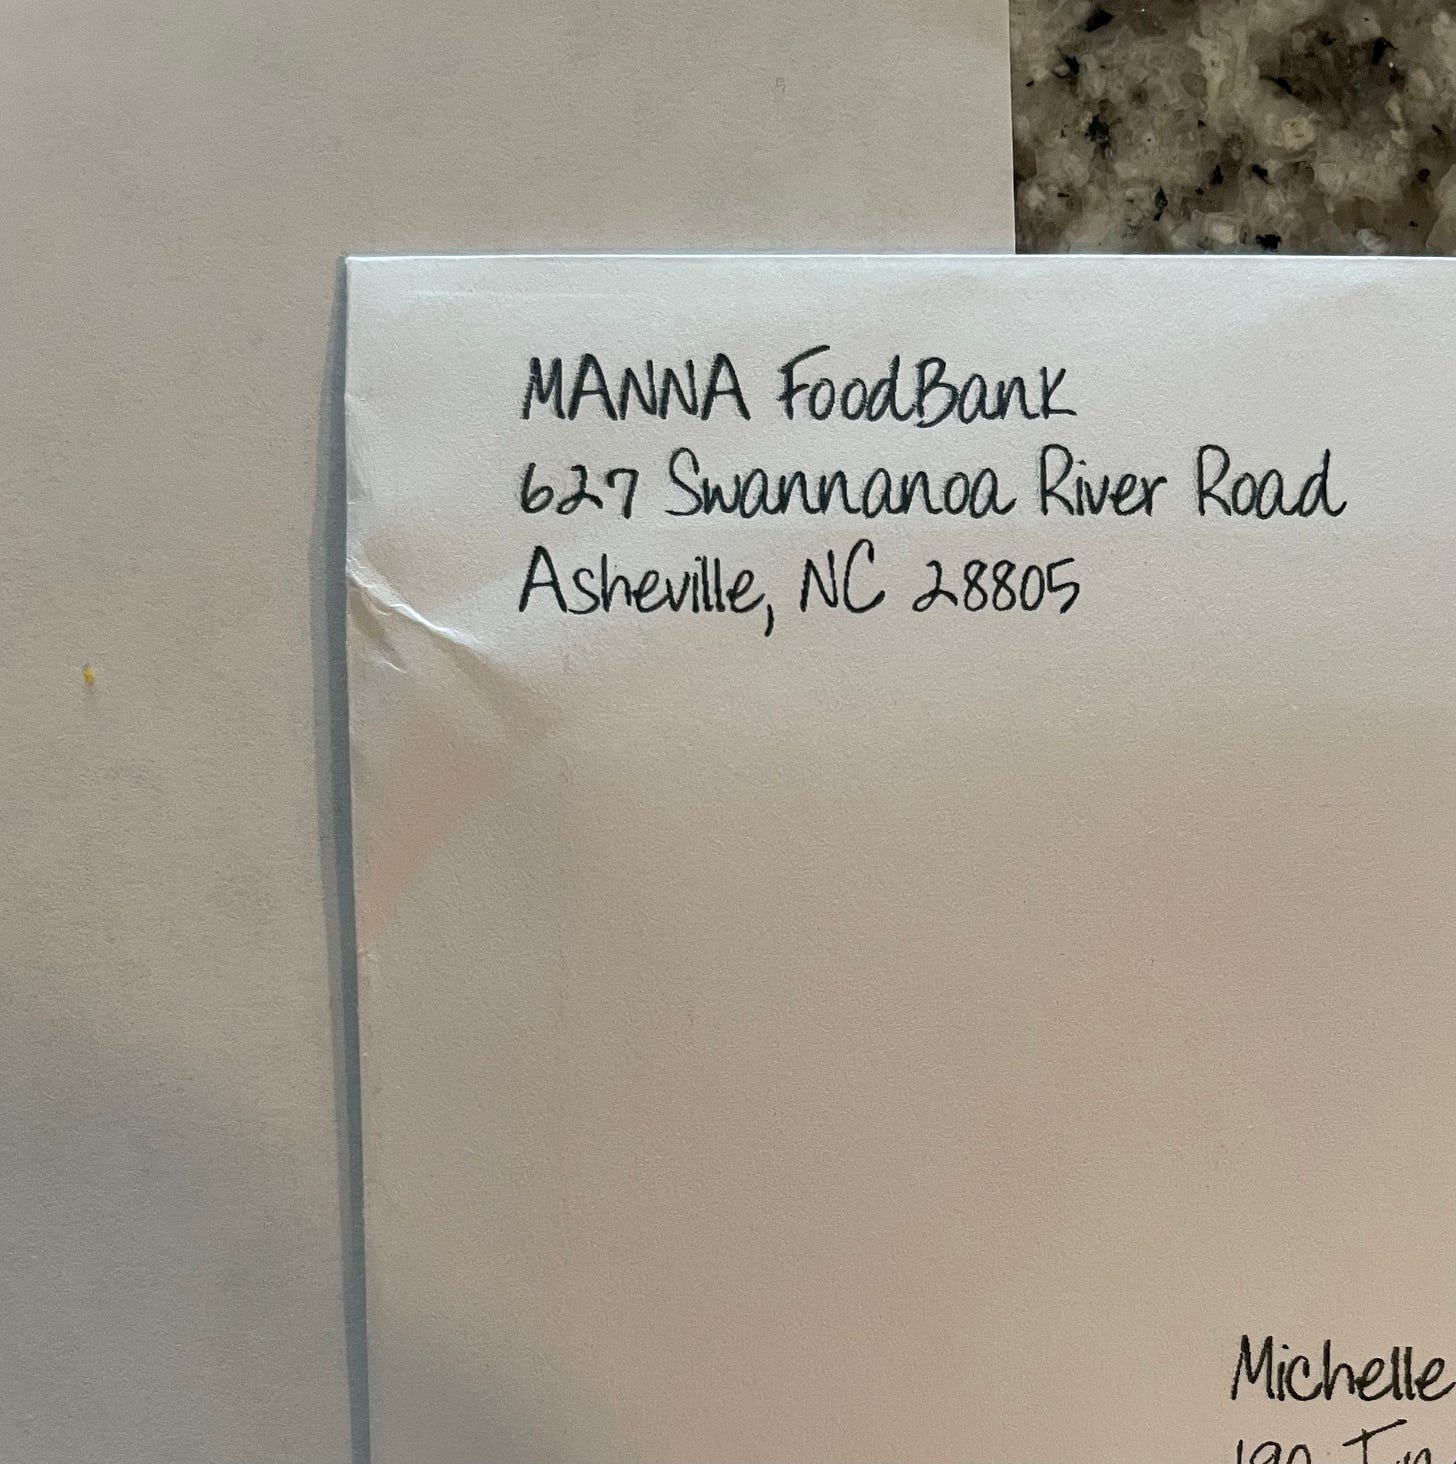 MANNA FoodBank
627 Swannanoa River Road
Asheville, NC 28805
Michelle